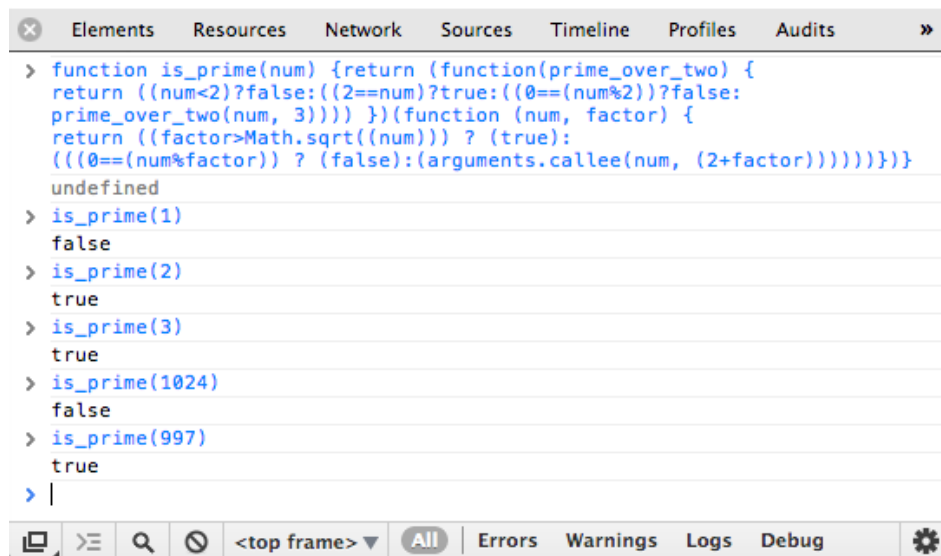 Elements Resources Network Sources Timeline Profiles Audits »
> function is_prime(num) {return (function(prime_over_two) {
return ((num<2)?false:((2==num)?true:((0==(num%2))?false:
prime_over_two(num, 3)))) })(function (num, factor) {
return ((factor>Math.sqrt((num))) ? (true):
(((0==(num%factor)) ? (false):(arguments.callee(num, (2+factor))))))})}
undefined
> is_prime(1)
false
> is_prime(2)
true
> is_prime(3)
true
> is_prime(1024)
false
> is_prime(997)
true
>
<top frame> ▼ All | Errors Warnings Logs Debug